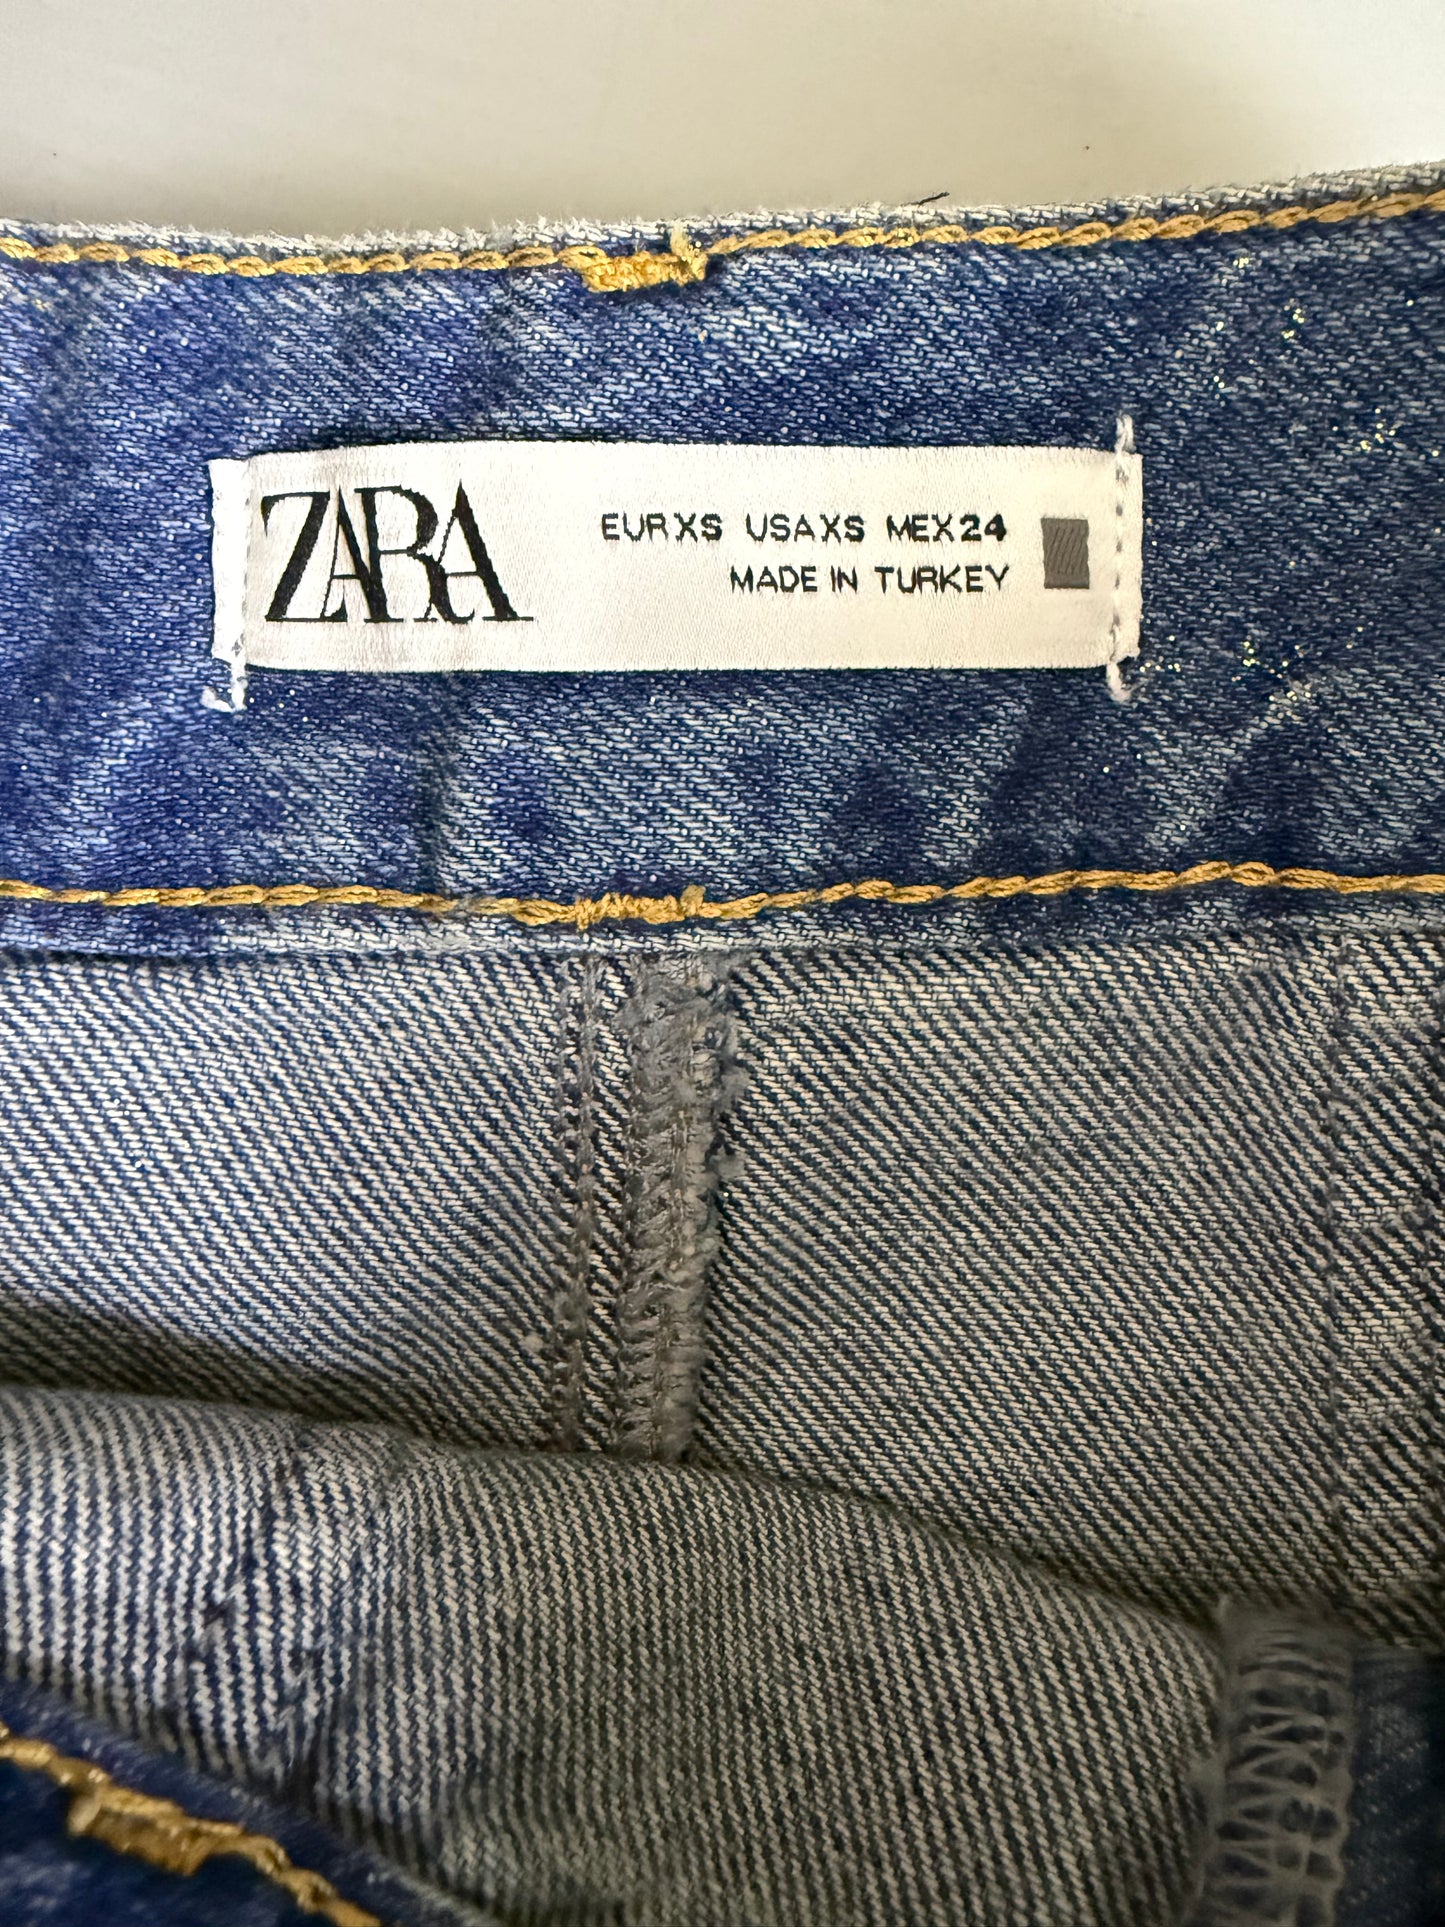 ZARA
EUR XS USA XS MEX 24
MADE IN TURKEY